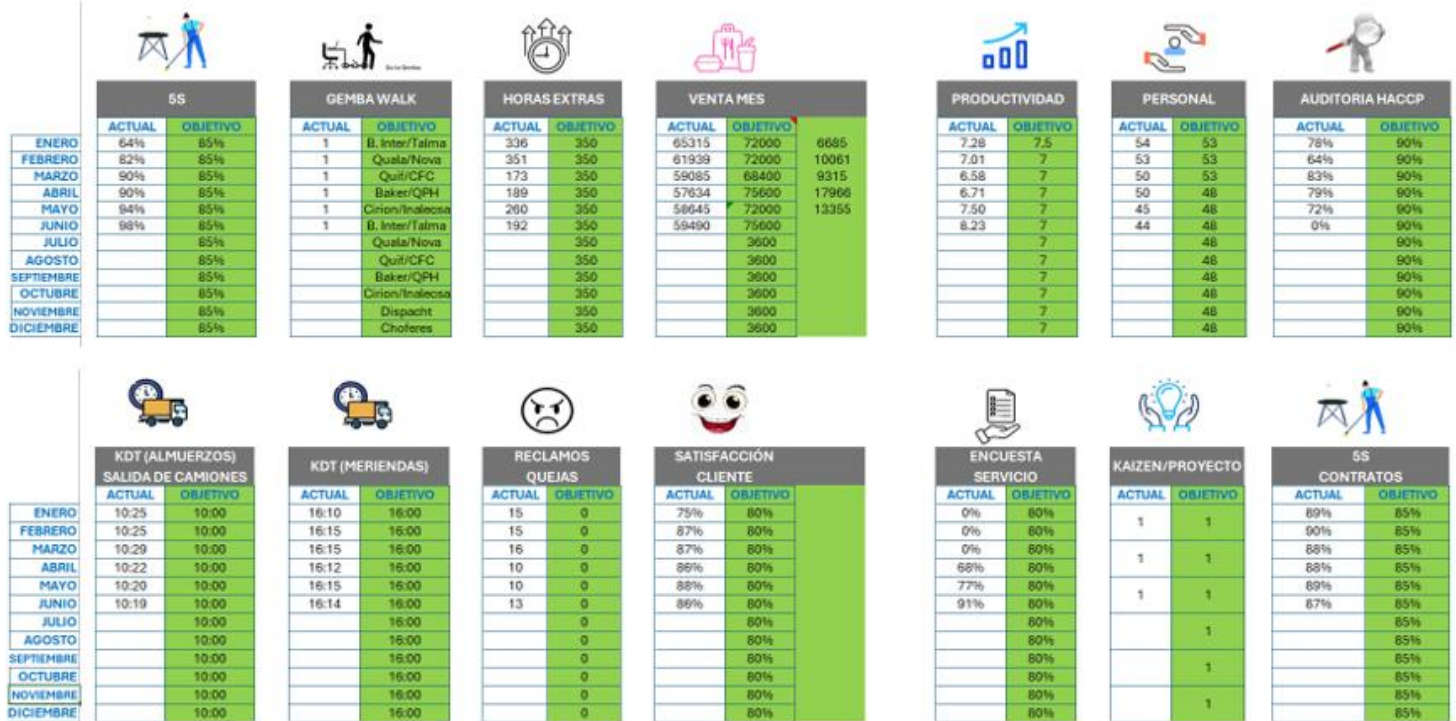 5S GEMBA WALK HORAS EXTRAS VENTA MES PRODUCTIVIDAD PERSONAL AUDITORIA HACCP
ACTUAL OBJETIVO ACTUAL OBJETIVO ACTUAL OBJETIVO ACTUAL OBJETIVO ACTUAL OBJETIVO ACTUAL OBJETIVO ACTUAL OBJETIVO
ENERO 64% 85% 1 B. Inter/Talma 336 350 65315 72000 6685 7.28 7.5 54 53 78% 90%
FEBRERO 82% 85% 1 Quala/Nova 351 350 61939 72000 10061 7.01 7 53 53 64% 90%
MARZO 90% 85% 1 Quif/CFC 173 350 59085 68400 9315 6.58 7 50 53 83% 90%
ABRIL 90% 85% 1 Baker/QPH 189 350 57634 75600 17966 6.71 7 50 48 79% 90%
MAYO 94% 85% 1 Cirion/Inalecsa 260 350 58645 72000 13355 7.50 7 45 48 72% 90%
JUNIO 98% 85% 1 B. Inter/Talma 192 350 59490 75600 8.23 7 44 48 0% 90%
JULIO 85% Quala/Nova 350 3600 7 48 90%
AGOSTO 85% Quif/CFC 350 3600 7 48 90%
SEPTIEMBRE 85% Baker/QPH 350 3600 7 48 90%
OCTUBRE 85% Cirion/Inalecsa 350 3600 7 48 90%
NOVIEMBRE 85% Dispacht 350 3600 7 48 90%
DICIEMBRE 85% Choferes 350 3600 7 48 90%
KDT (ALMUERZOS) RECLAMOS SATISFACCIÓN ENCUESTA 5S
KDT (MERIENDAS) KAIZEN/PROYECTO
SALIDA DE CAMIONES QUEJAS CLIENTE SERVICIO CONTRATOS
ACTUAL OBJETIVO ACTUAL OBJETIVO ACTUAL OBJETIVO ACTUAL OBJETIVO ACTUAL OBJETIVO ACTUAL OBJETIVO ACTUAL OBJETIVO
ENERO 10:25 10:00 16:10 16:00 15 0 75% 80% 0% 80% 1 1 89% 85%
FEBRERO 10:25 10:00 16:15 16:00 15 0 87% 80% 0% 80% 90% 85%
MARZO 10:29 10:00 16:15 16:00 16 0 87% 80% 0% 80% 1 1 88% 85%
ABRIL 10:22 10:00 16:12 16:00 10 0 86% 80% 68% 80% 88% 85%
MAYO 10:20 10:00 16:15 16:00 10 0 88% 80% 77% 80% 1 1 89% 85%
JUNIO 10:19 10:00 16:14 16:00 13 0 86% 80% 91% 80% 87% 85%
JULIO 10:00 16:00 0 80% 80% 1 85%
AGOSTO 10:00 16:00 0 80% 80% 85%
SEPTIEMBRE 10:00 16:00 0 80% 80% 1 85%
OCTUBRE 10:00 16:00 0 80% 80% 85%
NOVIEMBRE 10:00 16:00 0 80% 80% 1 85%
DICIEMBRE 10:00 16:00 0 80% 80% 85%